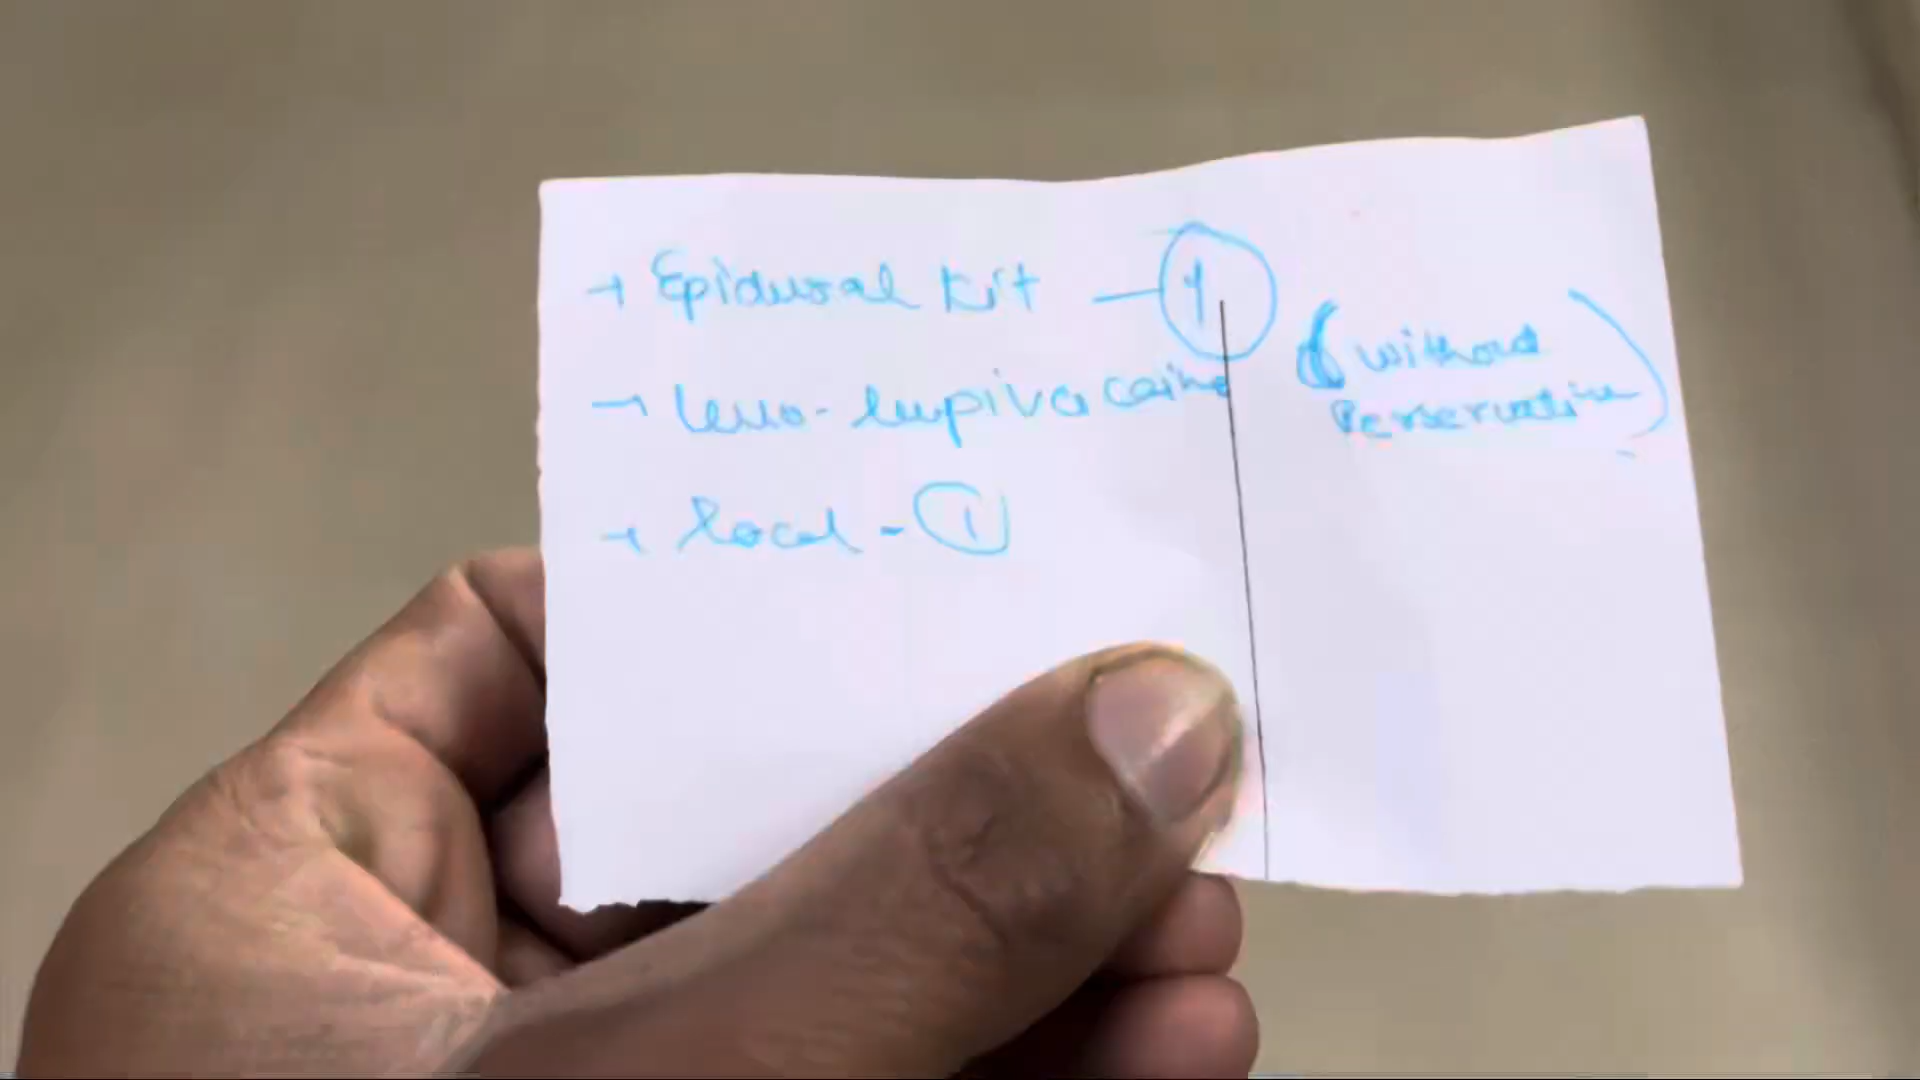 → Epidural Kit — 1
→ levo-bupivacaine (without
Perservative)
→ local - 1